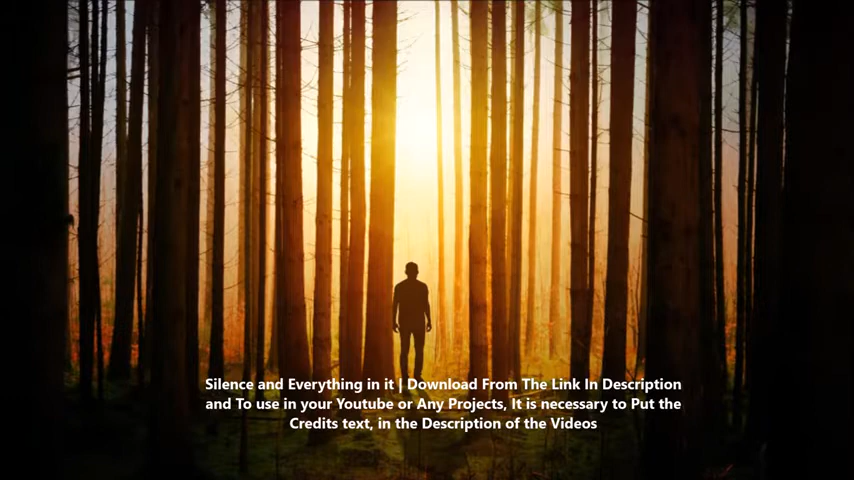 Silence and Everything in it | Download From The Link In Description
and To use in your Youtube or Any Projects, It is necessary to Put the
Credits text, in the Description of the Videos